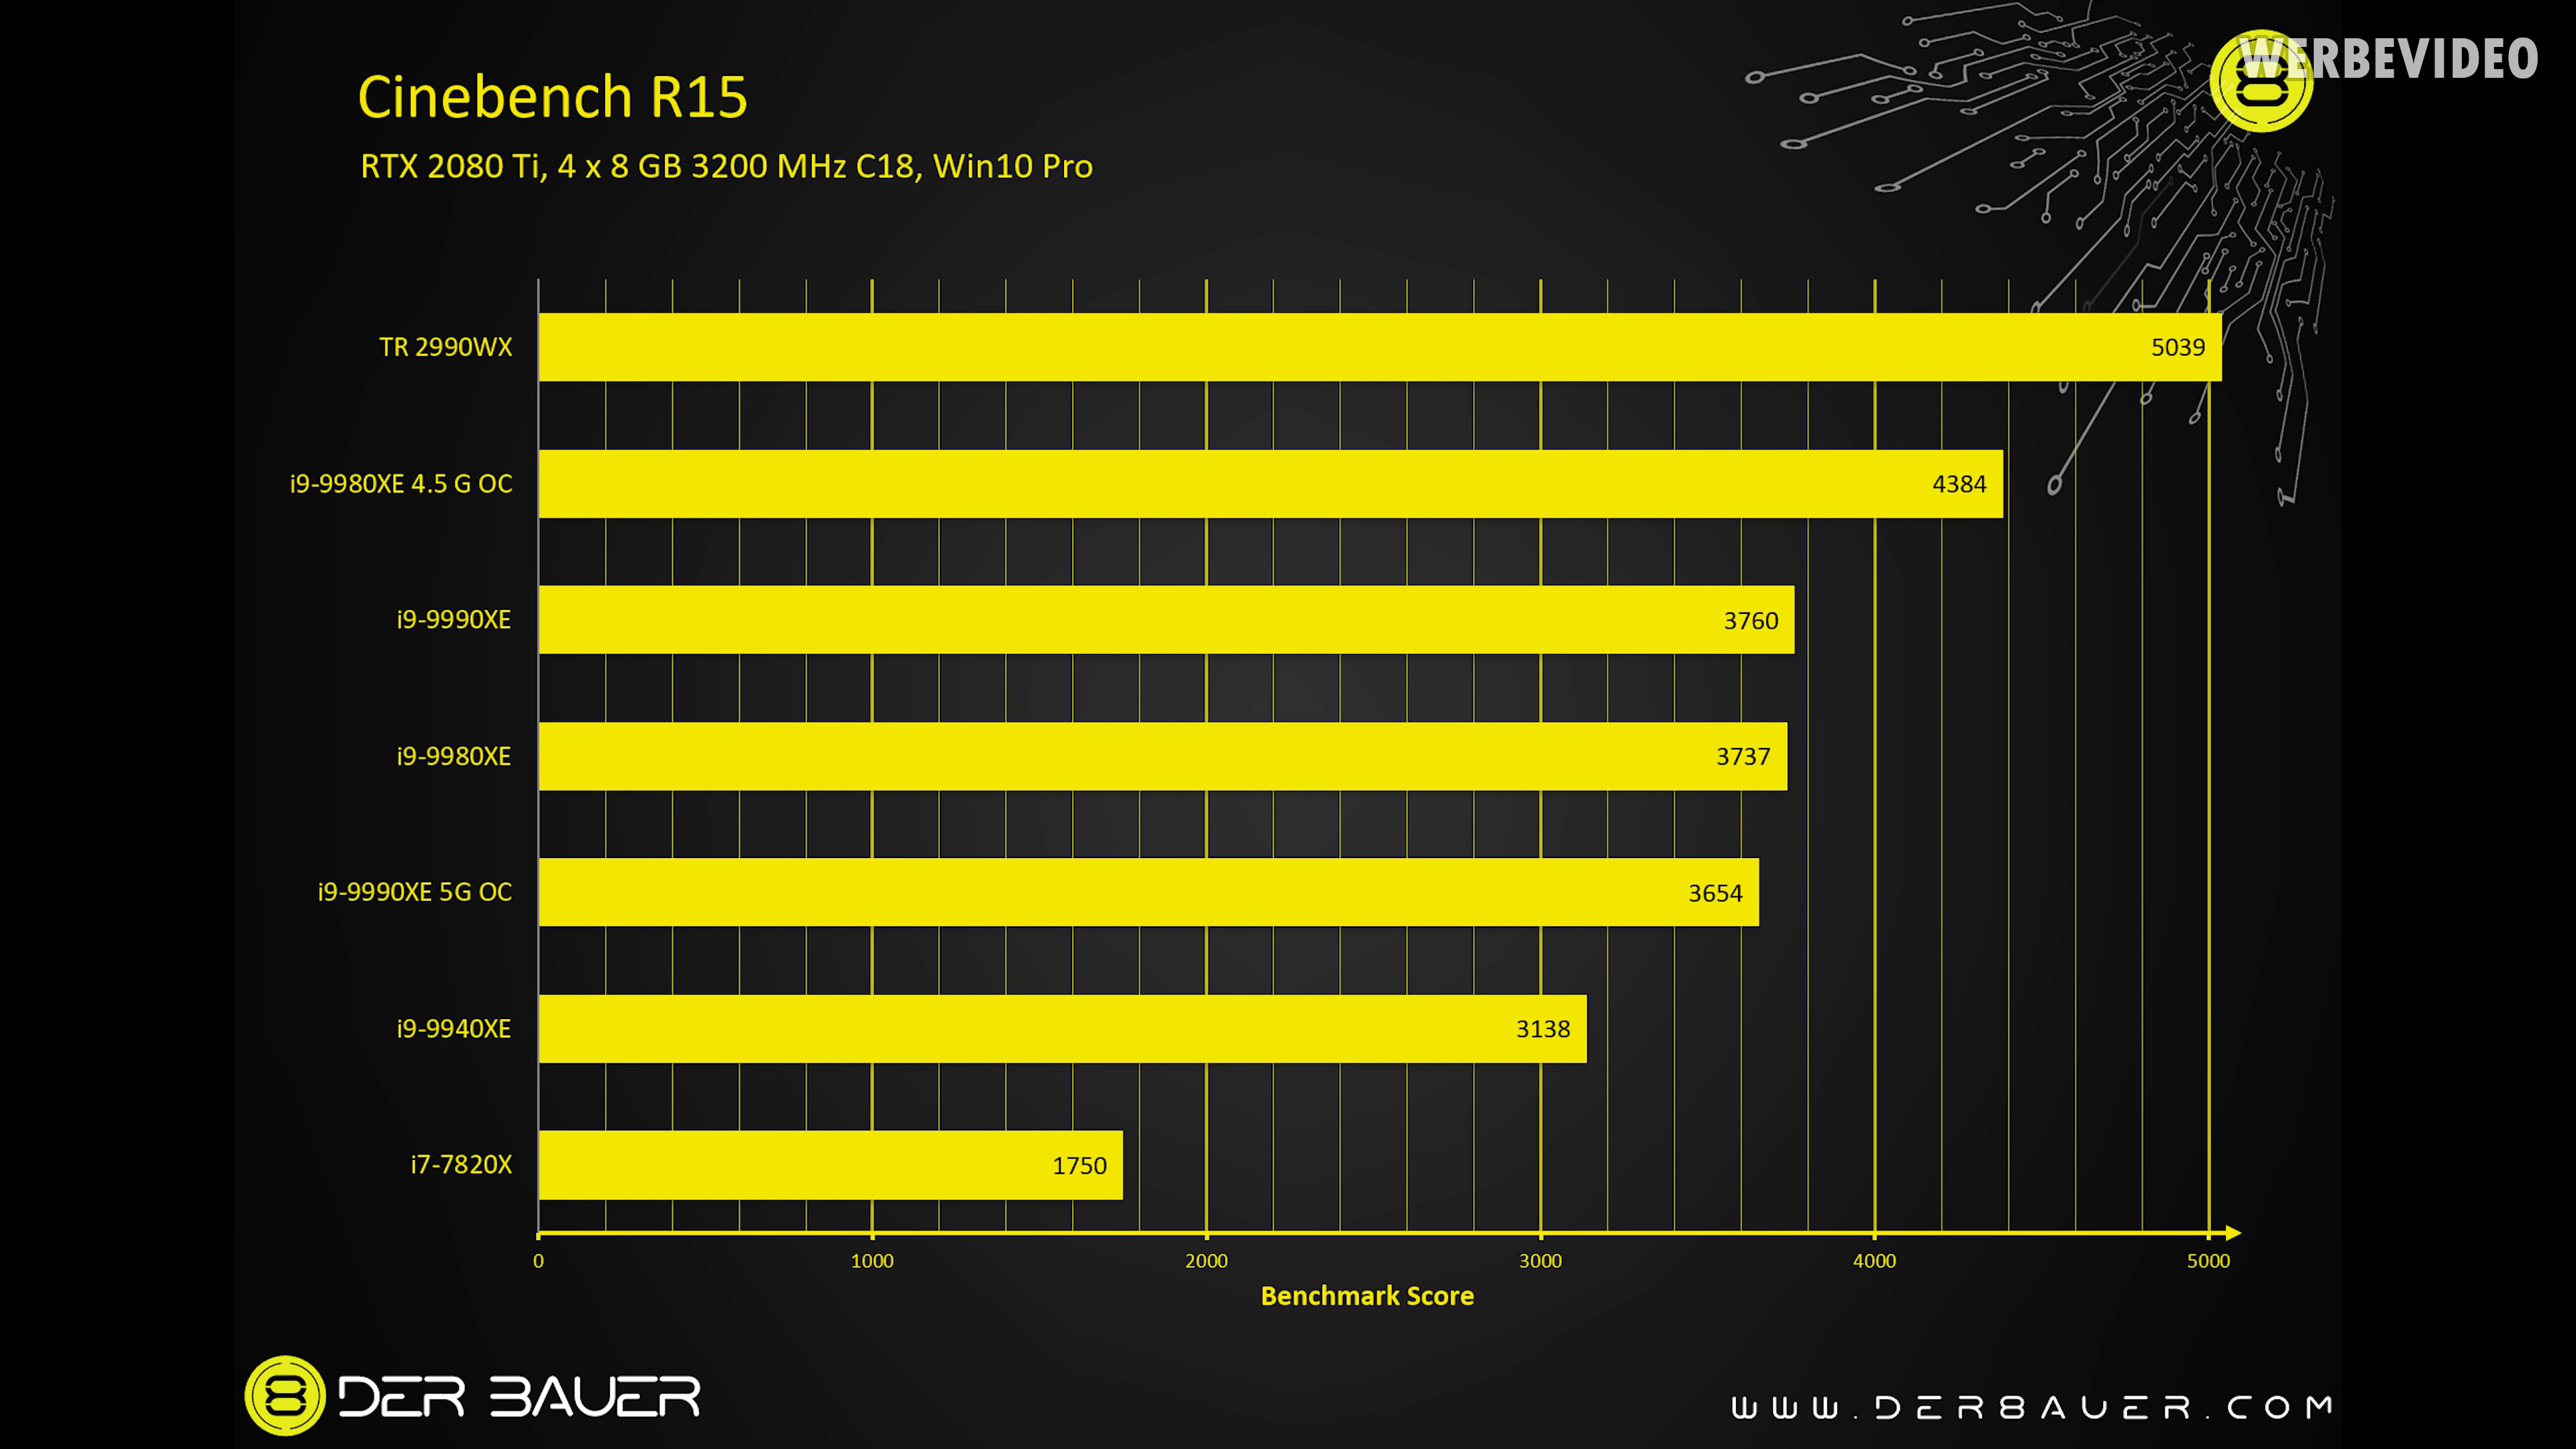 WERBEVIDEO
Cinebench R15
RTX 2080 Ti, 4 x 8 GB 3200 MHz C18, Win10 Pro
TR 2990WX 5039
i9-9980XE 4.5 G OC 4384
i9-9990XE 3760
i9-9980XE 3737
i9-9990XE 5G OC 3654
i9-9940XE 3138
i7-7820X 1750
0 1000 2000 3000 4000 5000
Benchmark Score
8 DER 8AUER
WWW.DER8AUER.COM